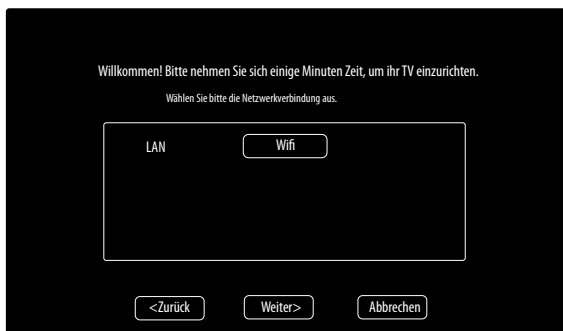 Willkommen! Bitte nehmen Sie sich einige Minuten Zeit, um ihr TV einzurichten.
Wählen Sie bitte die Netzwerkverbindung aus.
LAN Wifi
<Zurück Weiter> Abbrechen